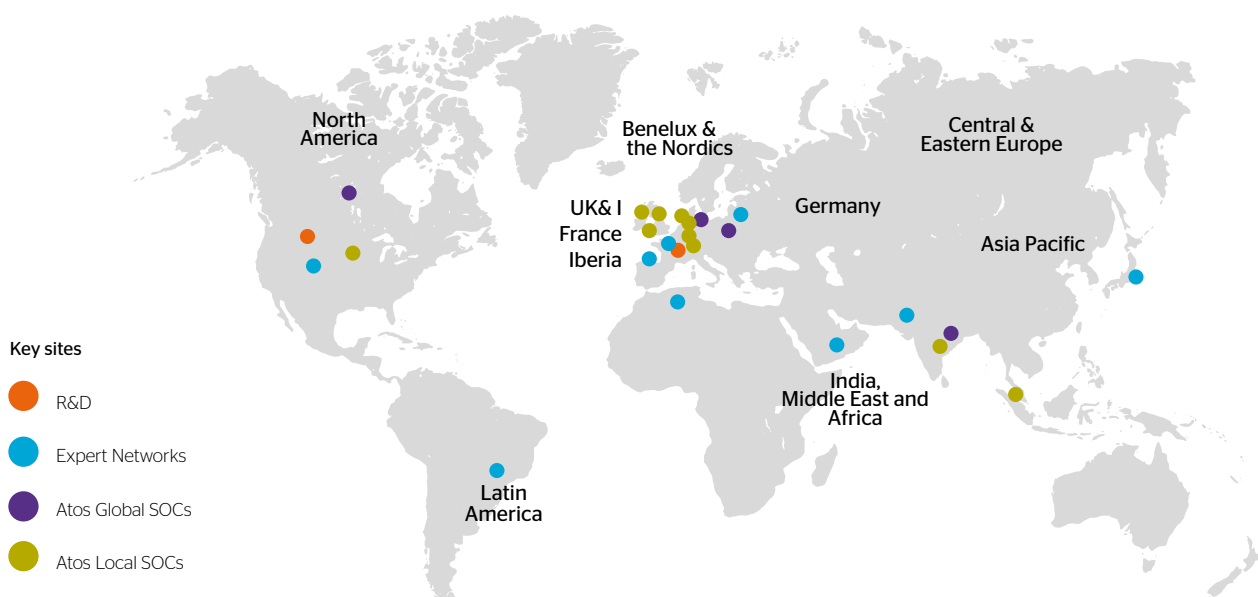 North
America
Benelux &
the Nordics
Central &
Eastern Europe
UK& I
France
Iberia
Germany
Asia Pacific
India,
Middle East and
Africa
Latin
America
Key sites
R&D
Expert Networks
Atos Global SOCs
Atos Local SOCs